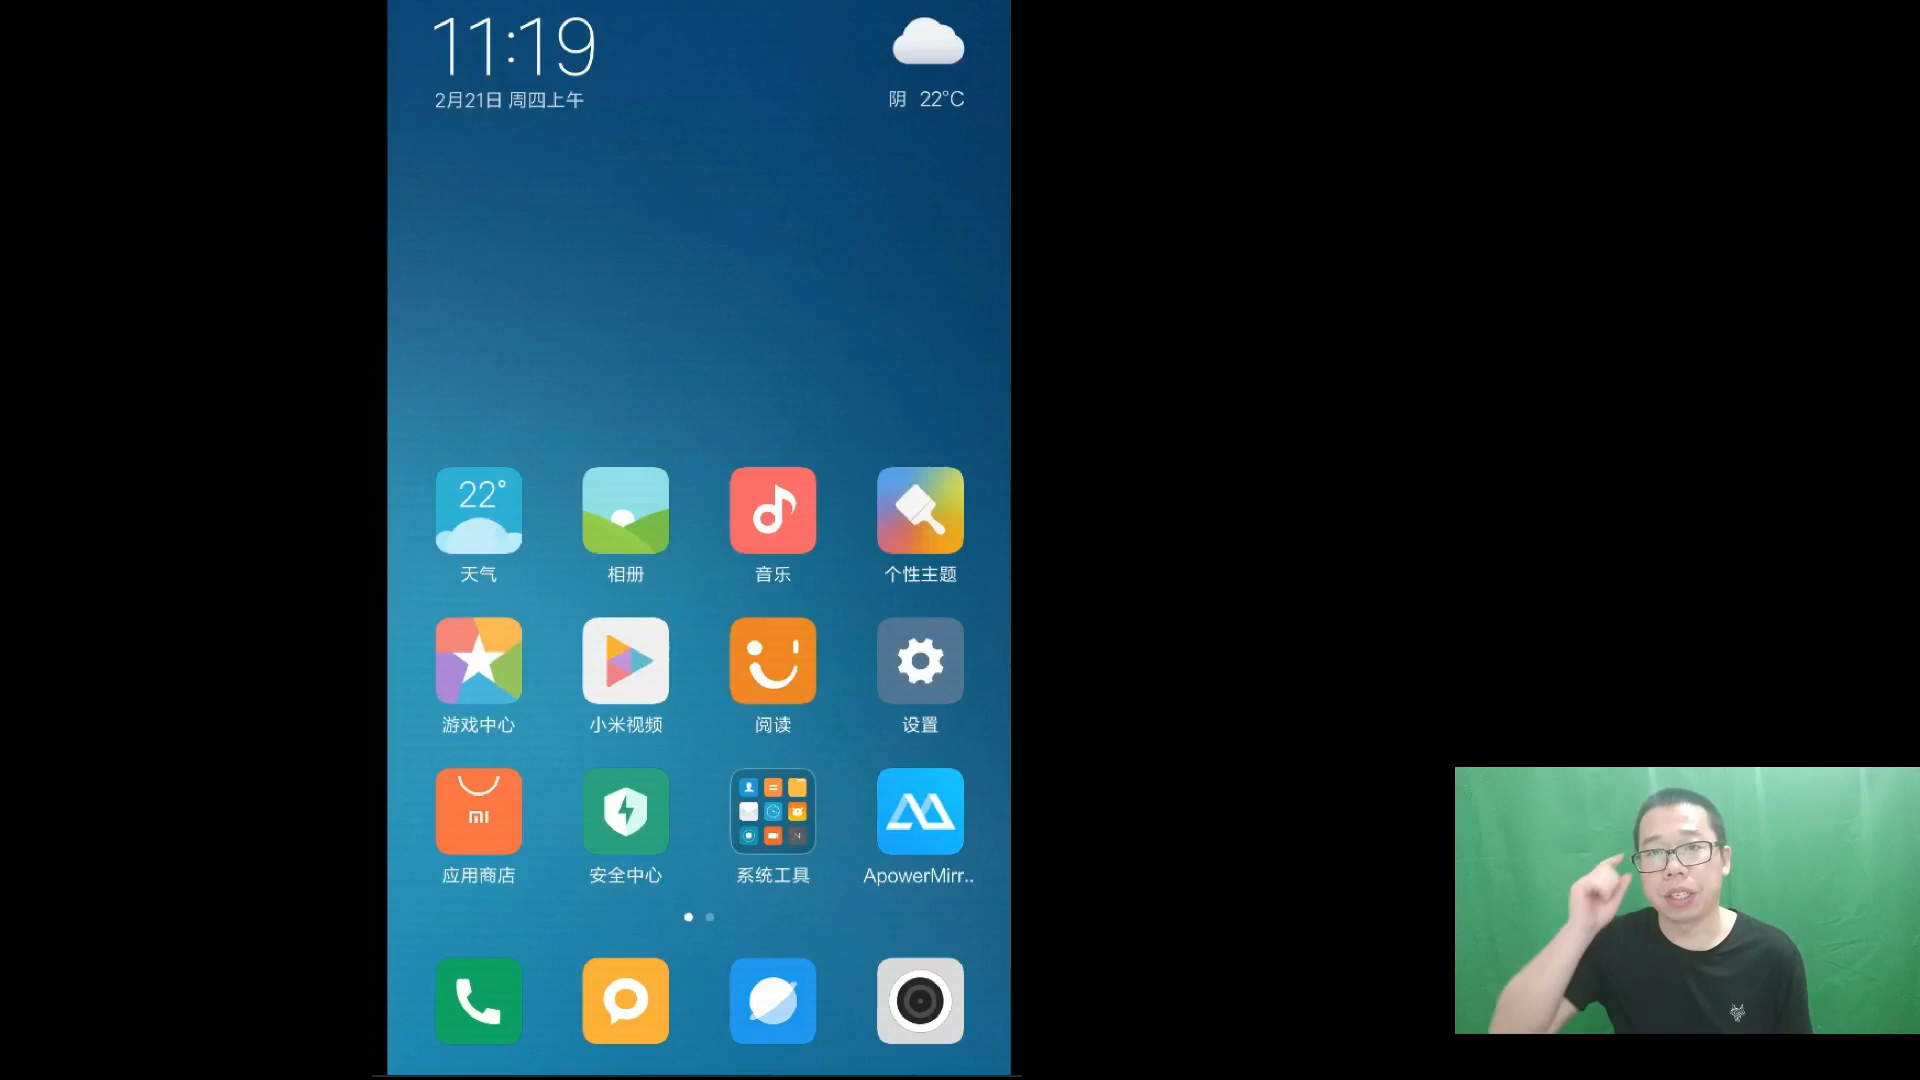 11:19
2月21日 周四上午
阴 22°C
22°
天气
相册
音乐
个性主题
游戏中心
小米视频
阅读
设置
mi
应用商店
安全中心
系统工具
ApowerMirr..